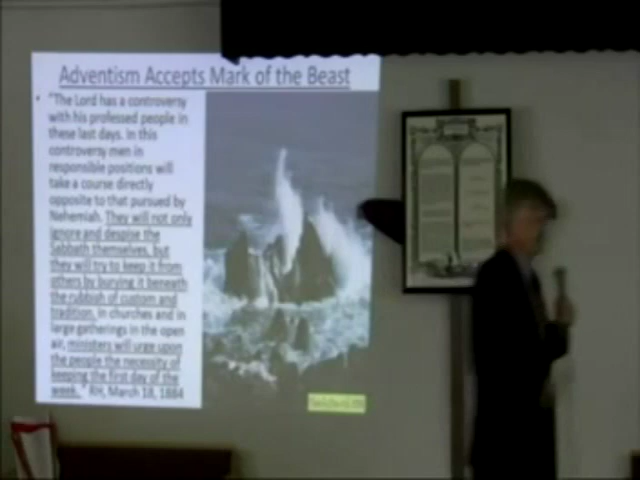 Adventism Accepts Mark of the Beast
• "The Lord has a controversy
with his professed people in
these last days. In this
controversy men in
responsible positions will
take a course directly
opposite to that pursued by
Nehemiah. They will not only
ignore and despise the
Sabbath themselves, but
they will try to keep it from
others by burying it beneath
the rubbish of custom and
tradition. In churches and in
large gatherings in the open
air, ministers will urge upon
the people the necessity of
keeping the first day of the
week." RH, March 18, 1884